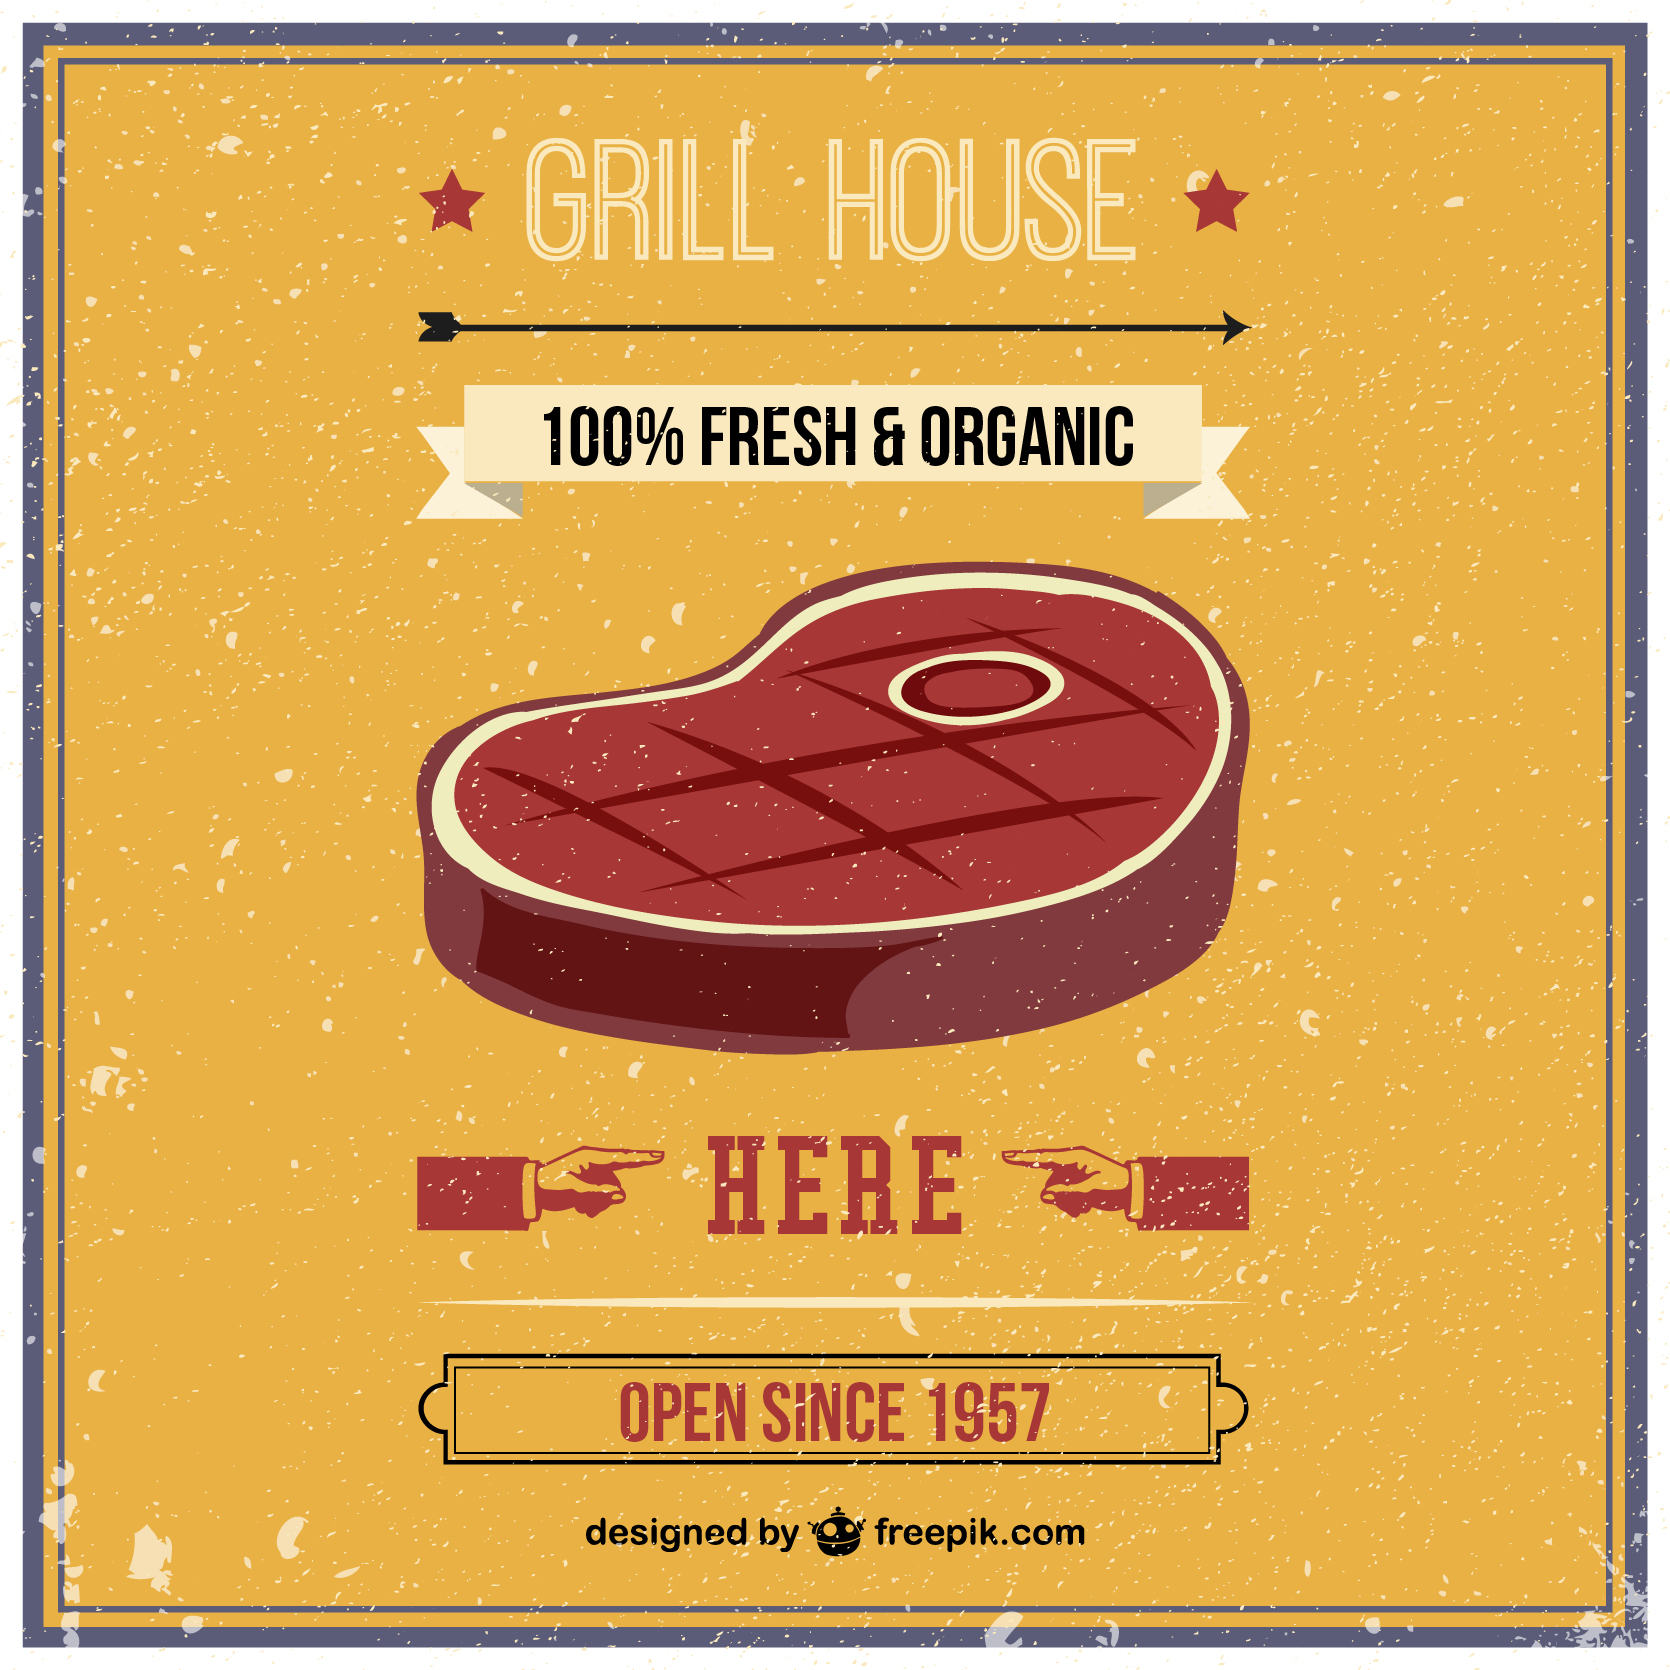 GRILL HOUSE
100% FRESH & ORGANIC
HERE
OPEN SINCE 1957
designed by freepik.com